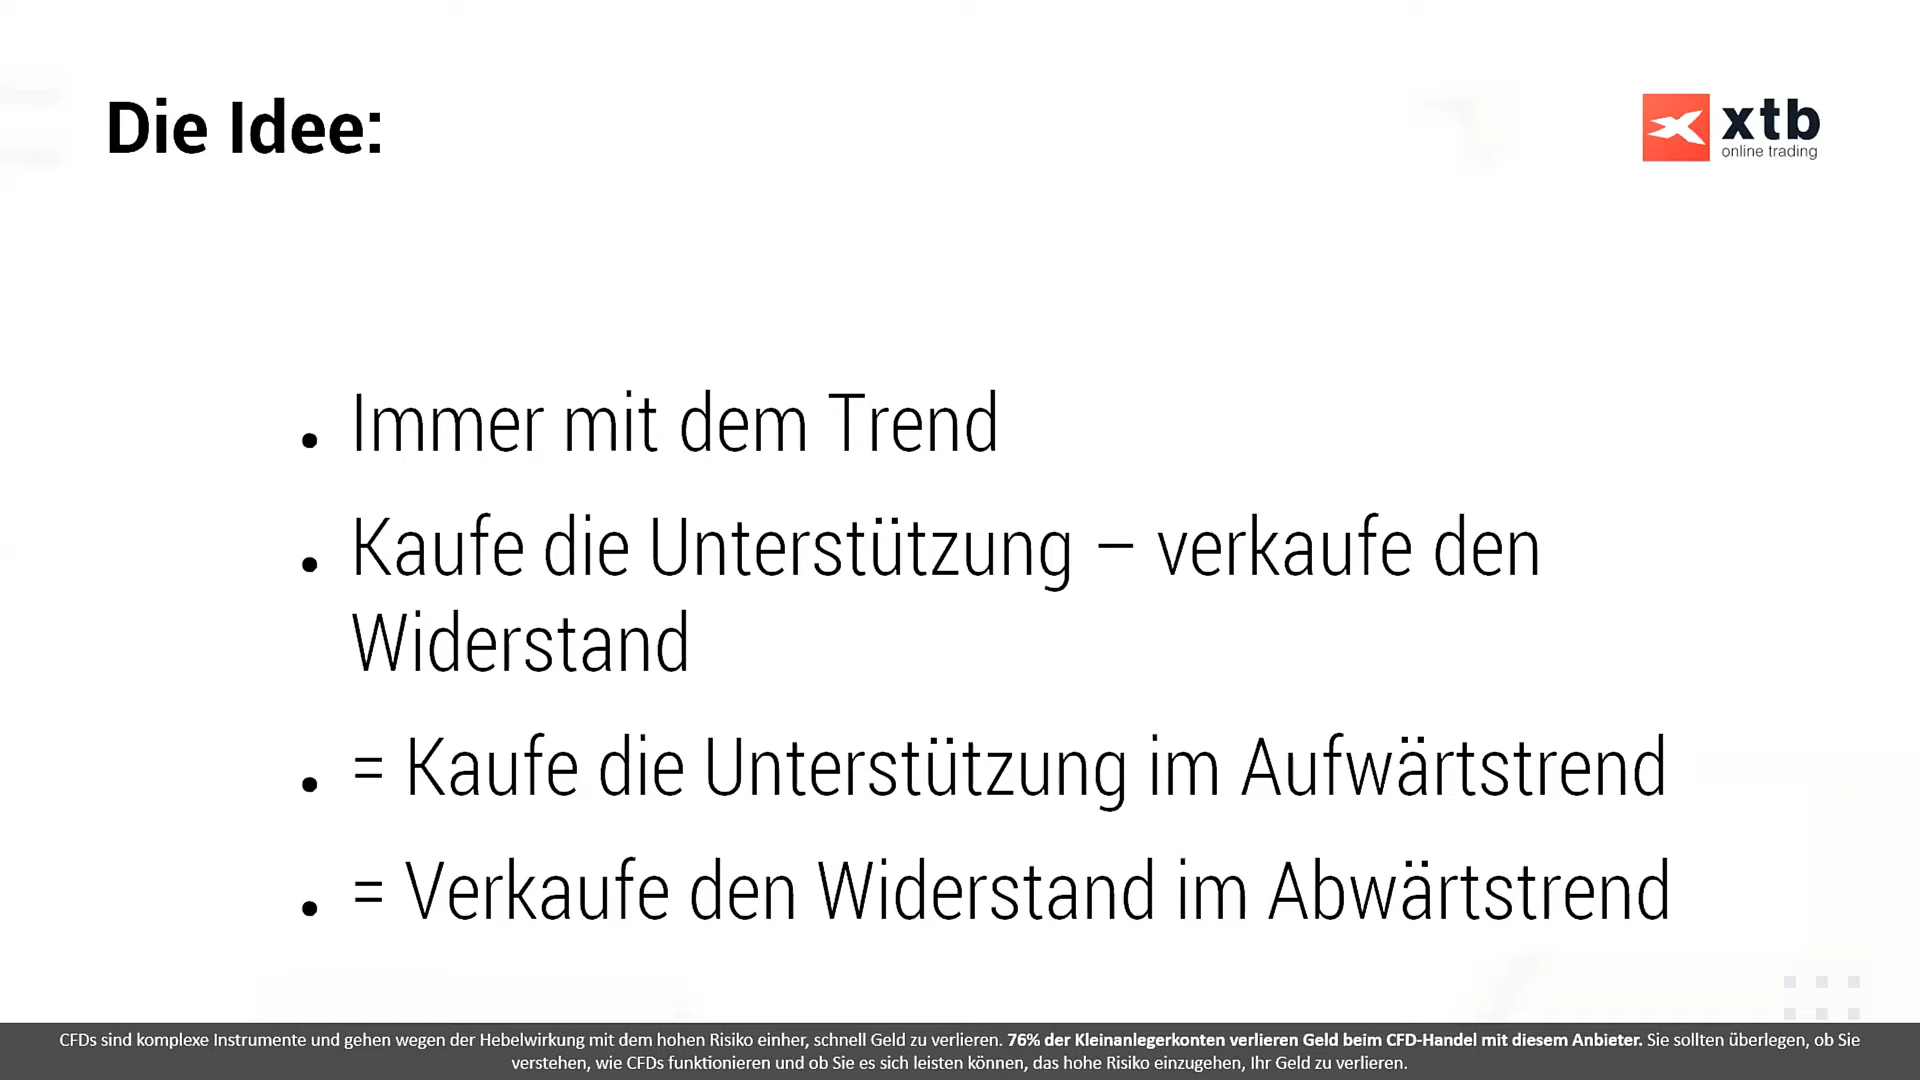 Die Idee:
xtb
online trading
• Immer mit dem Trend
• Kaufe die Unterstützung – verkaufe den
Widerstand
• = Kaufe die Unterstützung im Aufwärtstrend
• = Verkaufe den Widerstand im Abwärtstrend
CFDs sind komplexe Instrumente und gehen wegen der Hebelwirkung mit dem hohen Risiko einher, schnell Geld zu verlieren. 76% der Kleinanlegerkonten verlieren Geld beim CFD-Handel mit diesem Anbieter. Sie sollten überlegen, ob Sie
verstehen, wie CFDs funktionieren und ob Sie es sich leisten können, das hohe Risiko einzugehen, Ihr Geld zu verlieren.